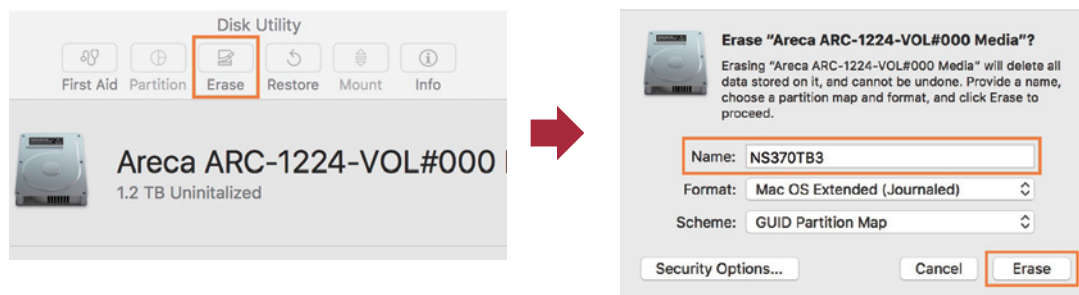 Disk Utility
First Aid Partition Erase Restore Mount Info
Areca ARC-1224-VOL#000
1.2 TB Uninitalized
Erase “Areca ARC-1224-VOL#000 Media”?
Erasing “Areca ARC-1224-VOL#000 Media” will delete all
data stored on it, and cannot be undone. Provide a name,
choose a partition map and format, and click Erase to
proceed.
Name: NS370TB3
Format: Mac OS Extended (Journaled)
Scheme: GUID Partition Map
Security Options... Cancel Erase